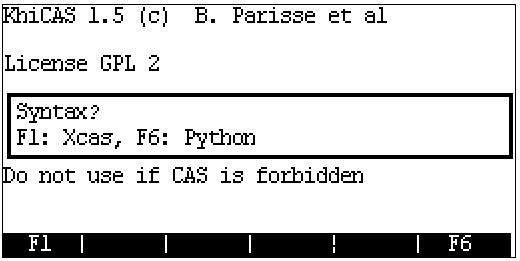 KhiCAS 1.5 (c)  B. Parisse et al
License GPL 2
Syntax?
F1: Xcas, F6: Python
Do not use if CAS is forbidden
F1 | | | ¦ | F6